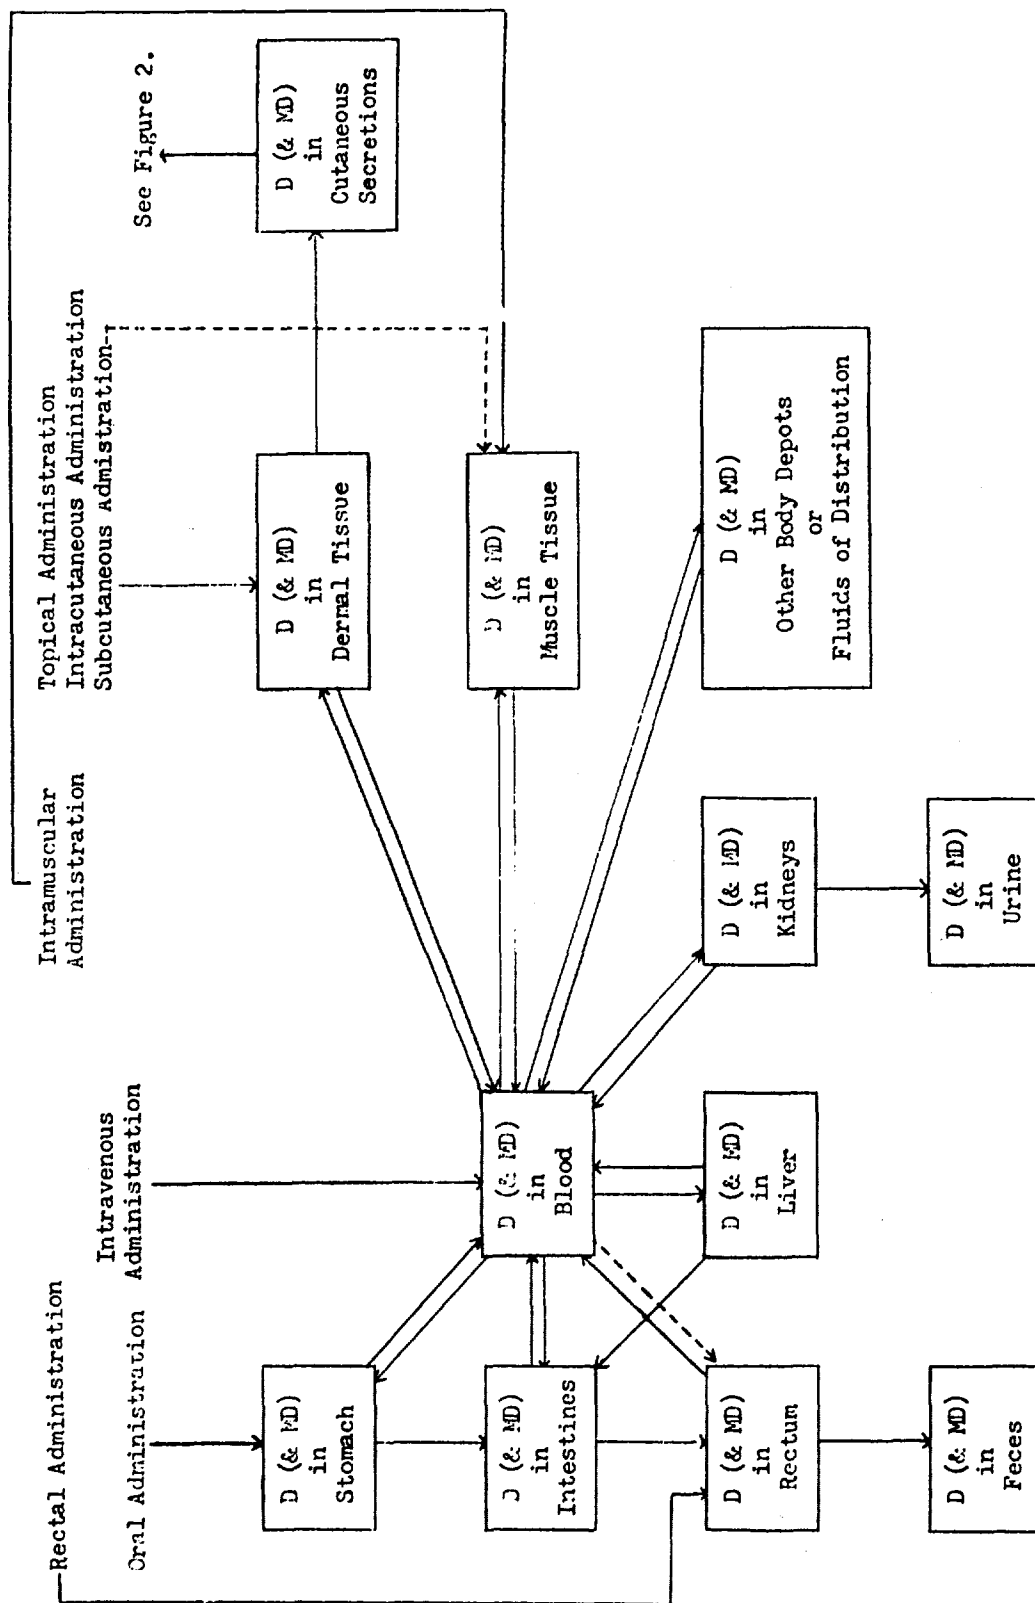 Rectal Administration
Oral Administration
Intravenous
Administration
Intramuscular
Administration
Topical Administration
Intracutaneous Administration
Subcutaneous Admistration
See Figure 2.
D (& MD)
in
Stomach
D (& MD)
in
Dermal Tissue
D (& MD)
in
Cutaneous
Secretions
D (& MD)
in
Intestines
D (& MD)
in
Blood
D (& MD)
in
Muscle Tissue
D (& MD)
in
Rectum
D (& MD)
in
Liver
D (& MD)
in
Kidneys
D (& MD)
in
Other Body Depots
or
Fluids of Distribution
D (& MD)
in
Feces
D (& MD)
in
Urine